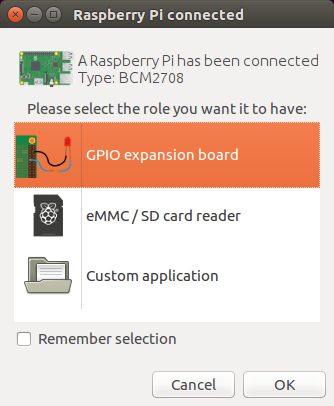 Raspberry Pi connected
A Raspberry Pi has been connected
Type: BCM2708
Please select the role you want it to have:
GPIO expansion board
eMMC / SD card reader
Custom application
Remember selection
Cancel
OK